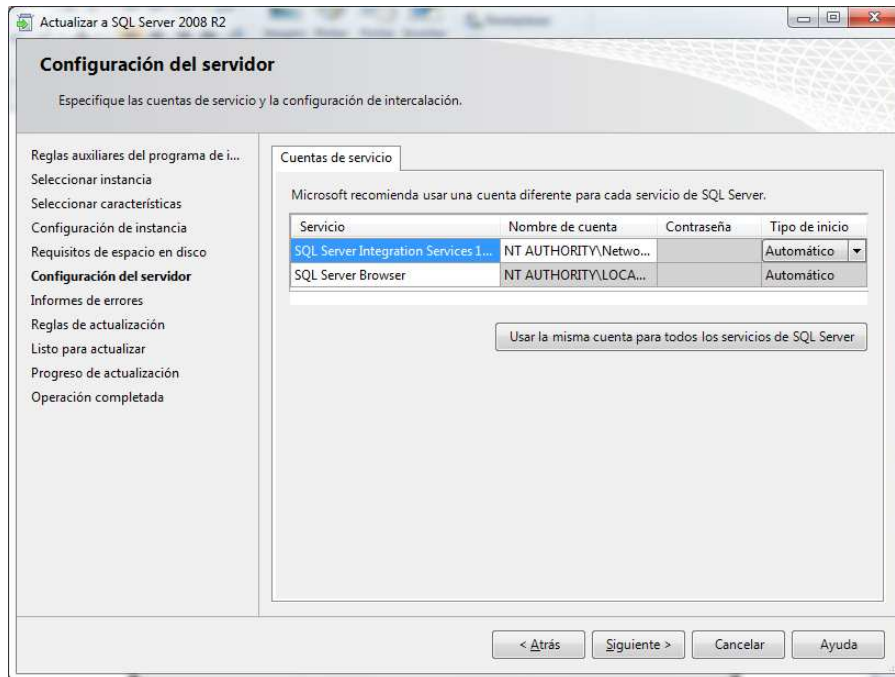 Actualizar a SQL Server 2008 R2
Configuración del servidor
Especifique las cuentas de servicio y la configuración de intercalación.
Reglas auxiliares del programa de i...
Seleccionar instancia
Seleccionar características
Configuración de instancia
Requisitos de espacio en disco
Configuración del servidor
Informes de errores
Reglas de actualización
Listo para actualizar
Progreso de actualización
Operación completada
Cuentas de servicio
Microsoft recomienda usar una cuenta diferente para cada servicio de SQL Server.
Servicio Nombre de cuenta Contraseña Tipo de inicio
SQL Server Integration Services 1... NT AUTHORITY\Netwo... Automático
SQL Server Browser NT AUTHORITY\LOCA... Automático
Usar la misma cuenta para todos los servicios de SQL Server
< Atrás Siguiente > Cancelar Ayuda